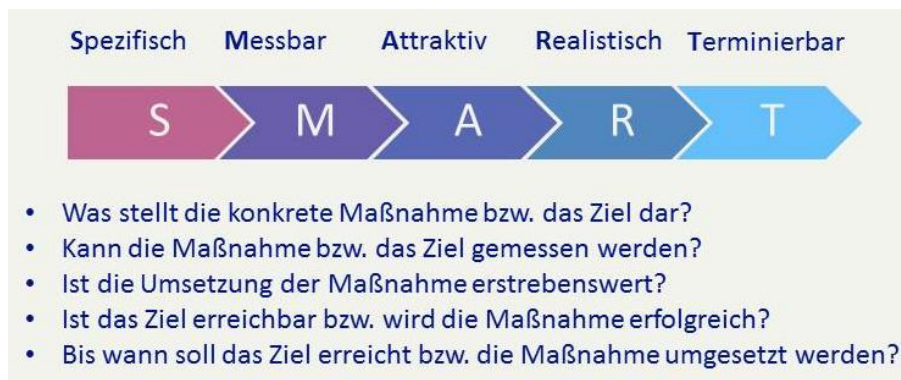 Spezifisch Messbar Attraktiv Realistisch Terminierbar
S M A R T
• Was stellt die konkrete Maßnahme bzw. das Ziel dar?
• Kann die Maßnahme bzw. das Ziel gemessen werden?
• Ist die Umsetzung der Maßnahme erstrebenswert?
• Ist das Ziel erreichbar bzw. wird die Maßnahme erfolgreich?
• Bis wann soll das Ziel erreicht bzw. die Maßnahme umgesetzt werden?